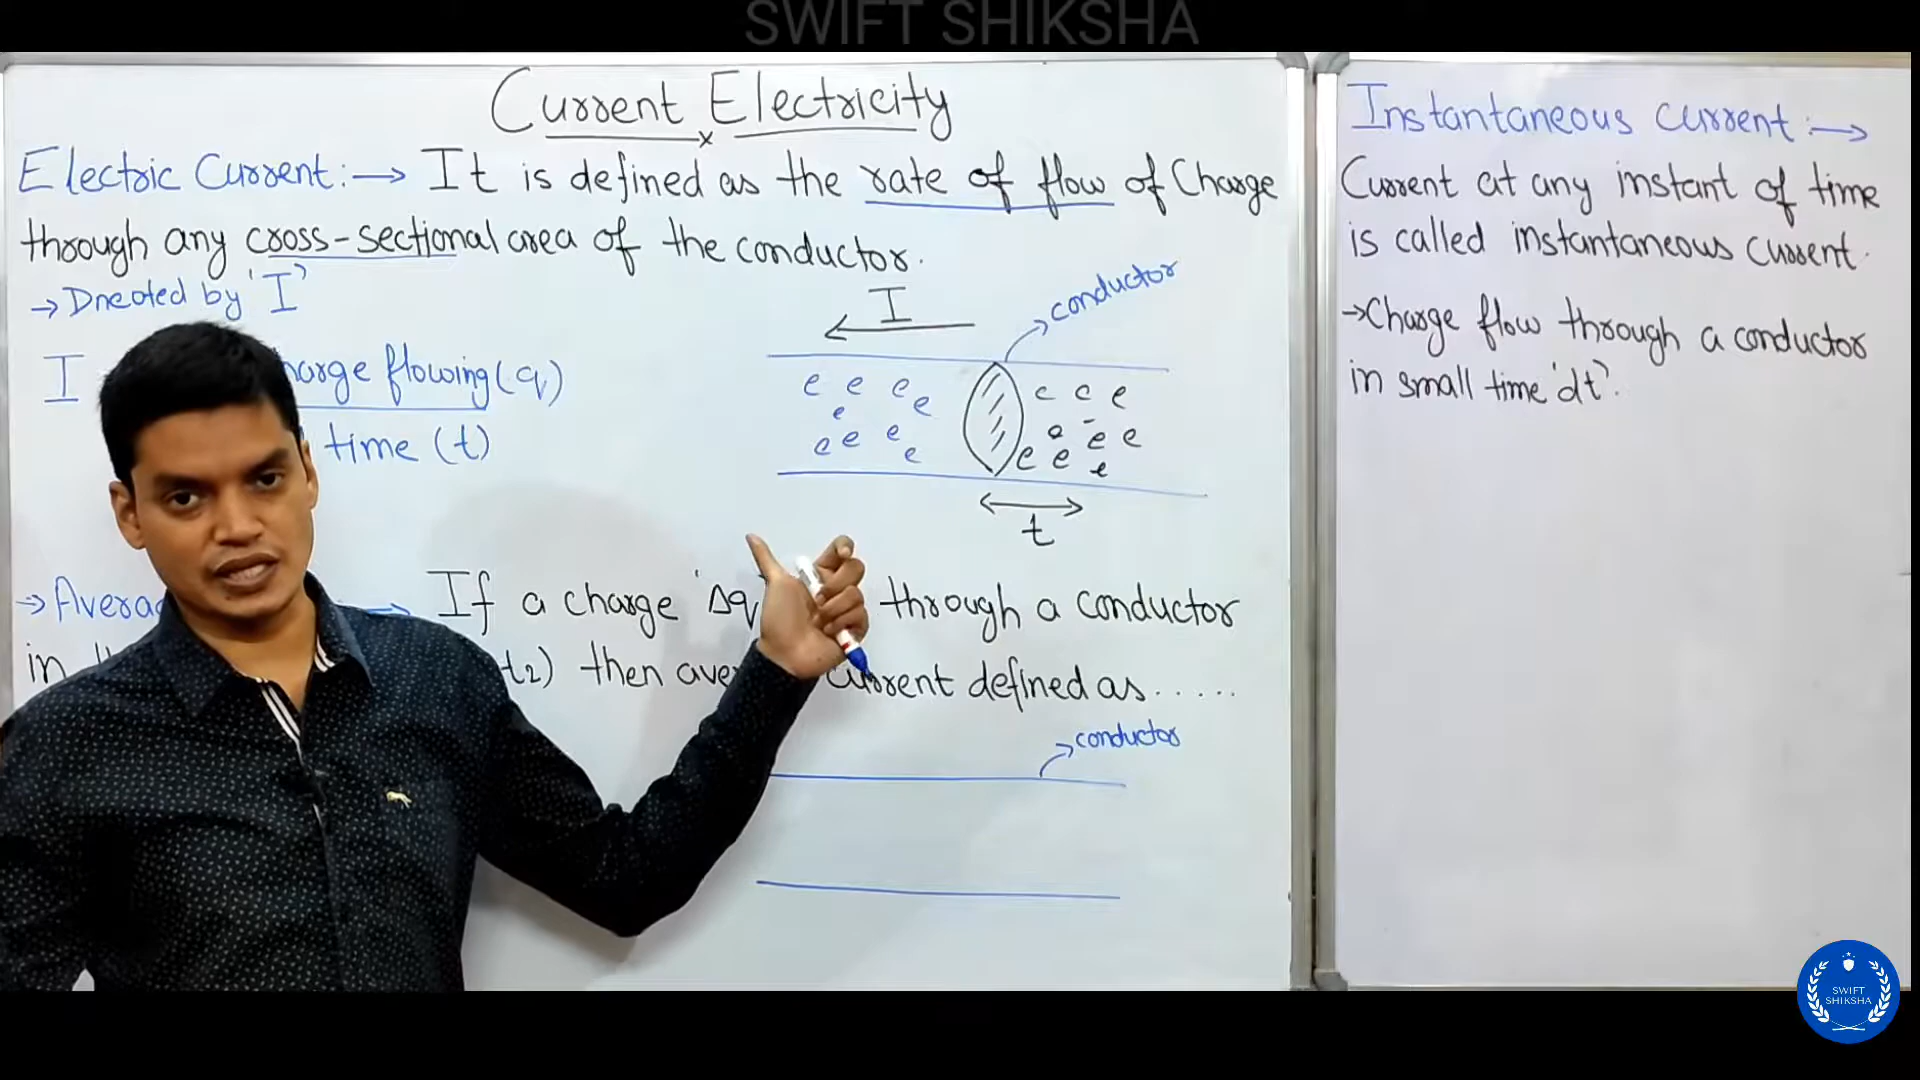 SWIFT SHIKSHA
Current Electricity
Electric Current:→ It is defined as the rate of flow of Charge
through any cross-sectional area of the conductor.
→ Dneoted by 'I'
I
conductor
I
charge flowing (q)
time (t)
e e e e e e e e e
e e e e e e e e e
t
→ If a charge 'Δq through a conductor
in t2) then current defined as.....
conductor
Instantaneous current :→
Current at any instant of time
is called instantaneous current.
→Charge flow through a conductor
in small time 'dt'.
SWIFT
SHIKSHA